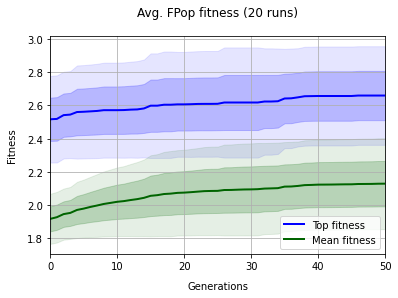 Avg. FPop fitness (20 runs)
3.0
2.8
2.6
2.4
2.2
2.0
1.8
Fitness
0 10 20 30 40 50
Generations
Top fitness
Mean fitness